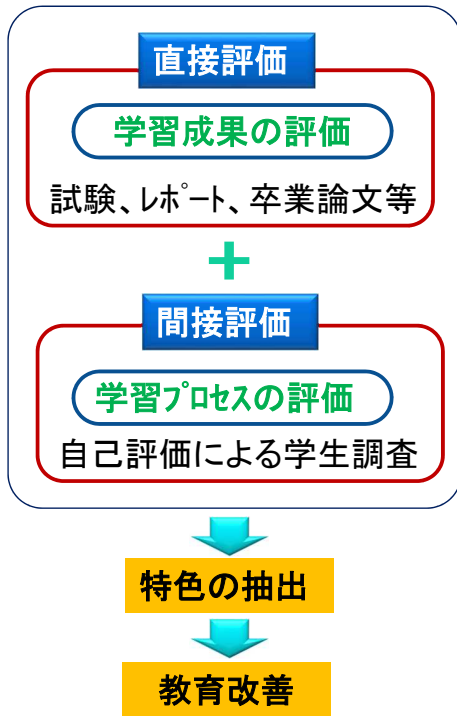 直接評価
学習成果の評価
試験、レポート、卒業論文等
+
間接評価
学習プロセスの評価
自己評価による学生調査
特色の抽出
教育改善